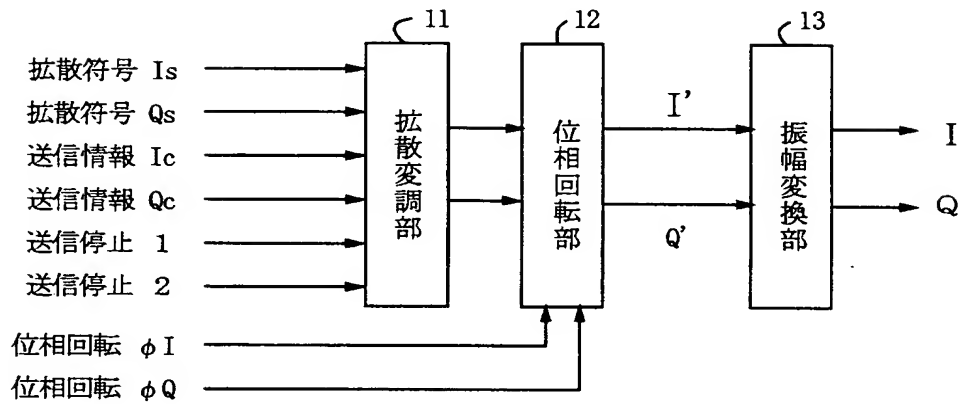 11
12
13
拡散符号 Is
拡散符号 Qs
送信情報 Ic
送信情報 Qc
送信停止 1
送信停止 2
位相回転 φI
位相回転 φQ
拡散変調部
位相回転部
I'
Q'
振幅変換部
I
Q